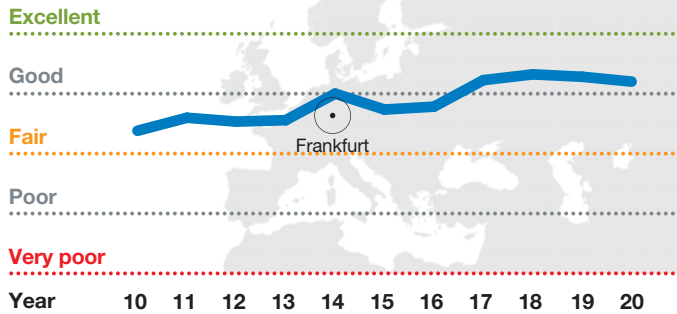 Excellent
Good
Fair
Frankfurt
Poor
Very poor
Year 10 11 12 13 14 15 16 17 18 19 20